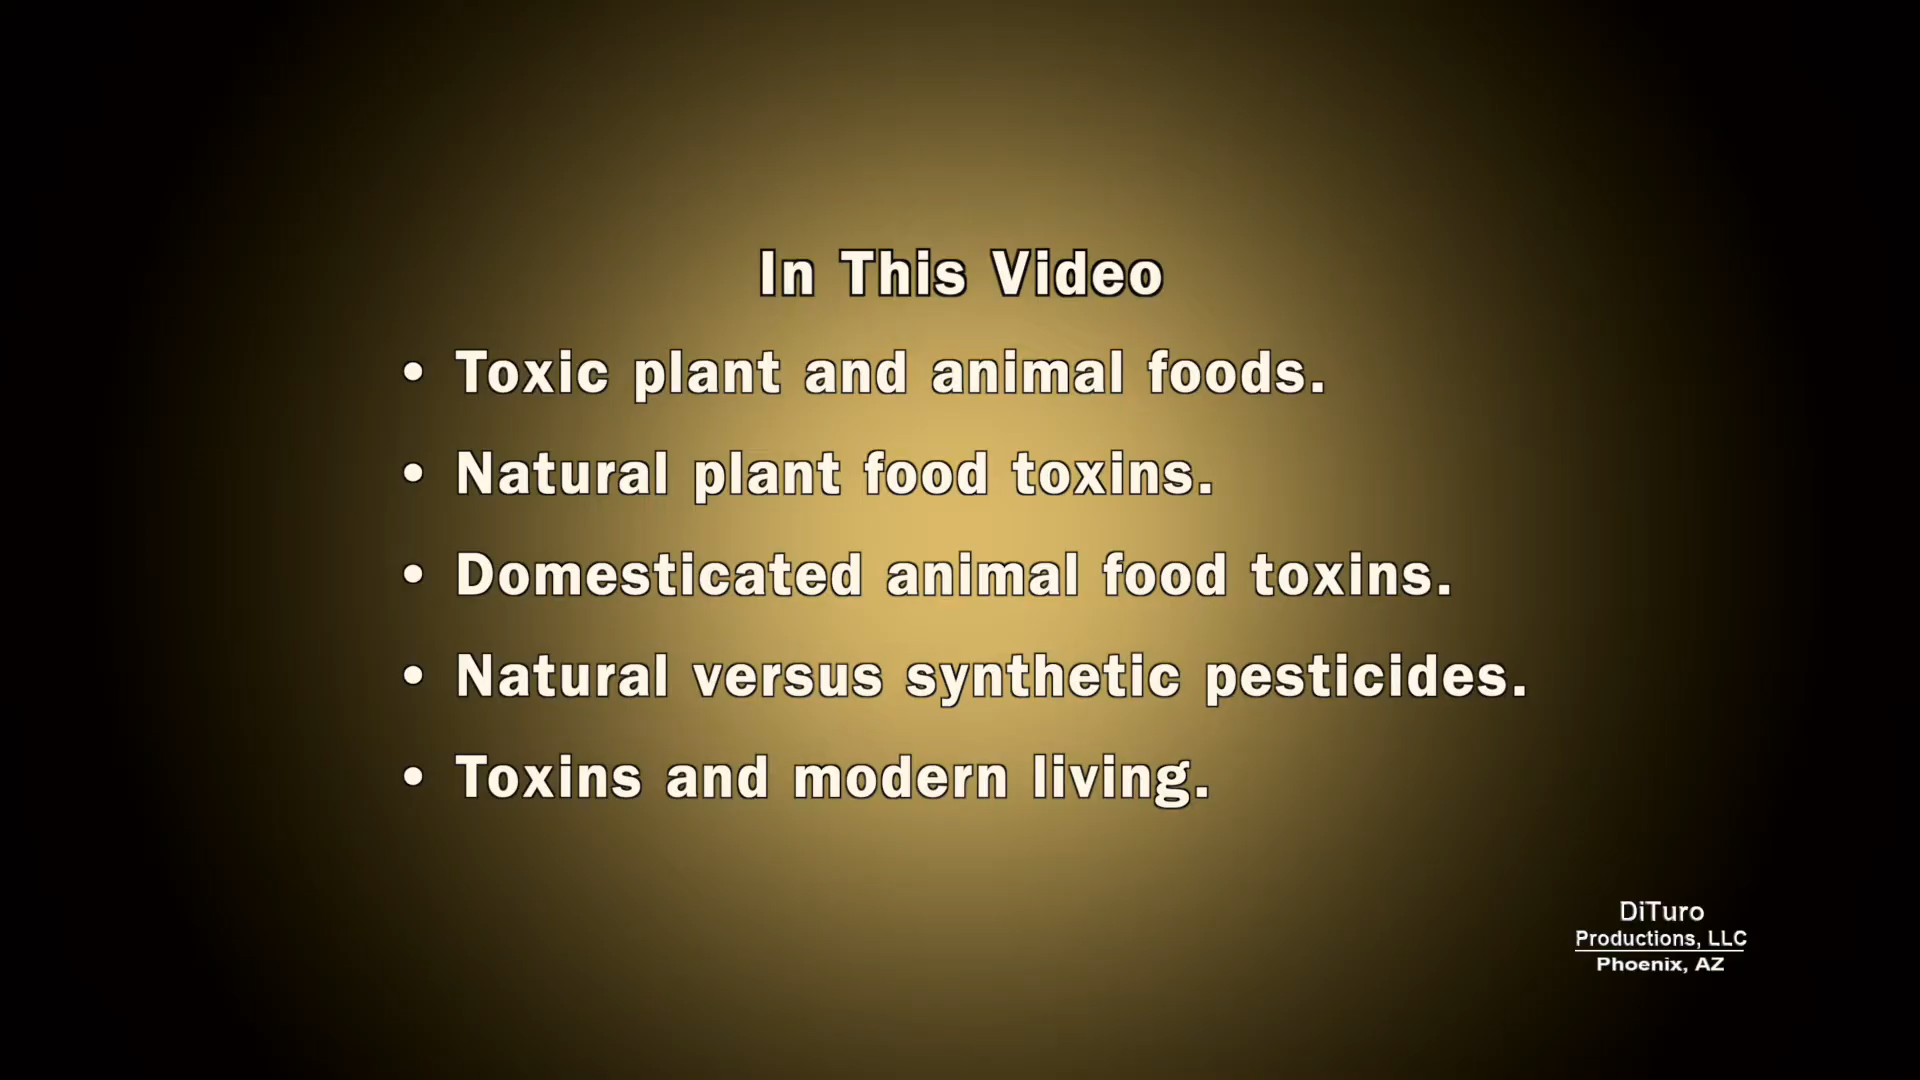 In This Video
• Toxic plant and animal foods.
• Natural plant food toxins.
• Domesticated animal food toxins.
• Natural versus synthetic pesticides.
• Toxins and modern living.
DiTuro
Productions, LLC
Phoenix, AZ